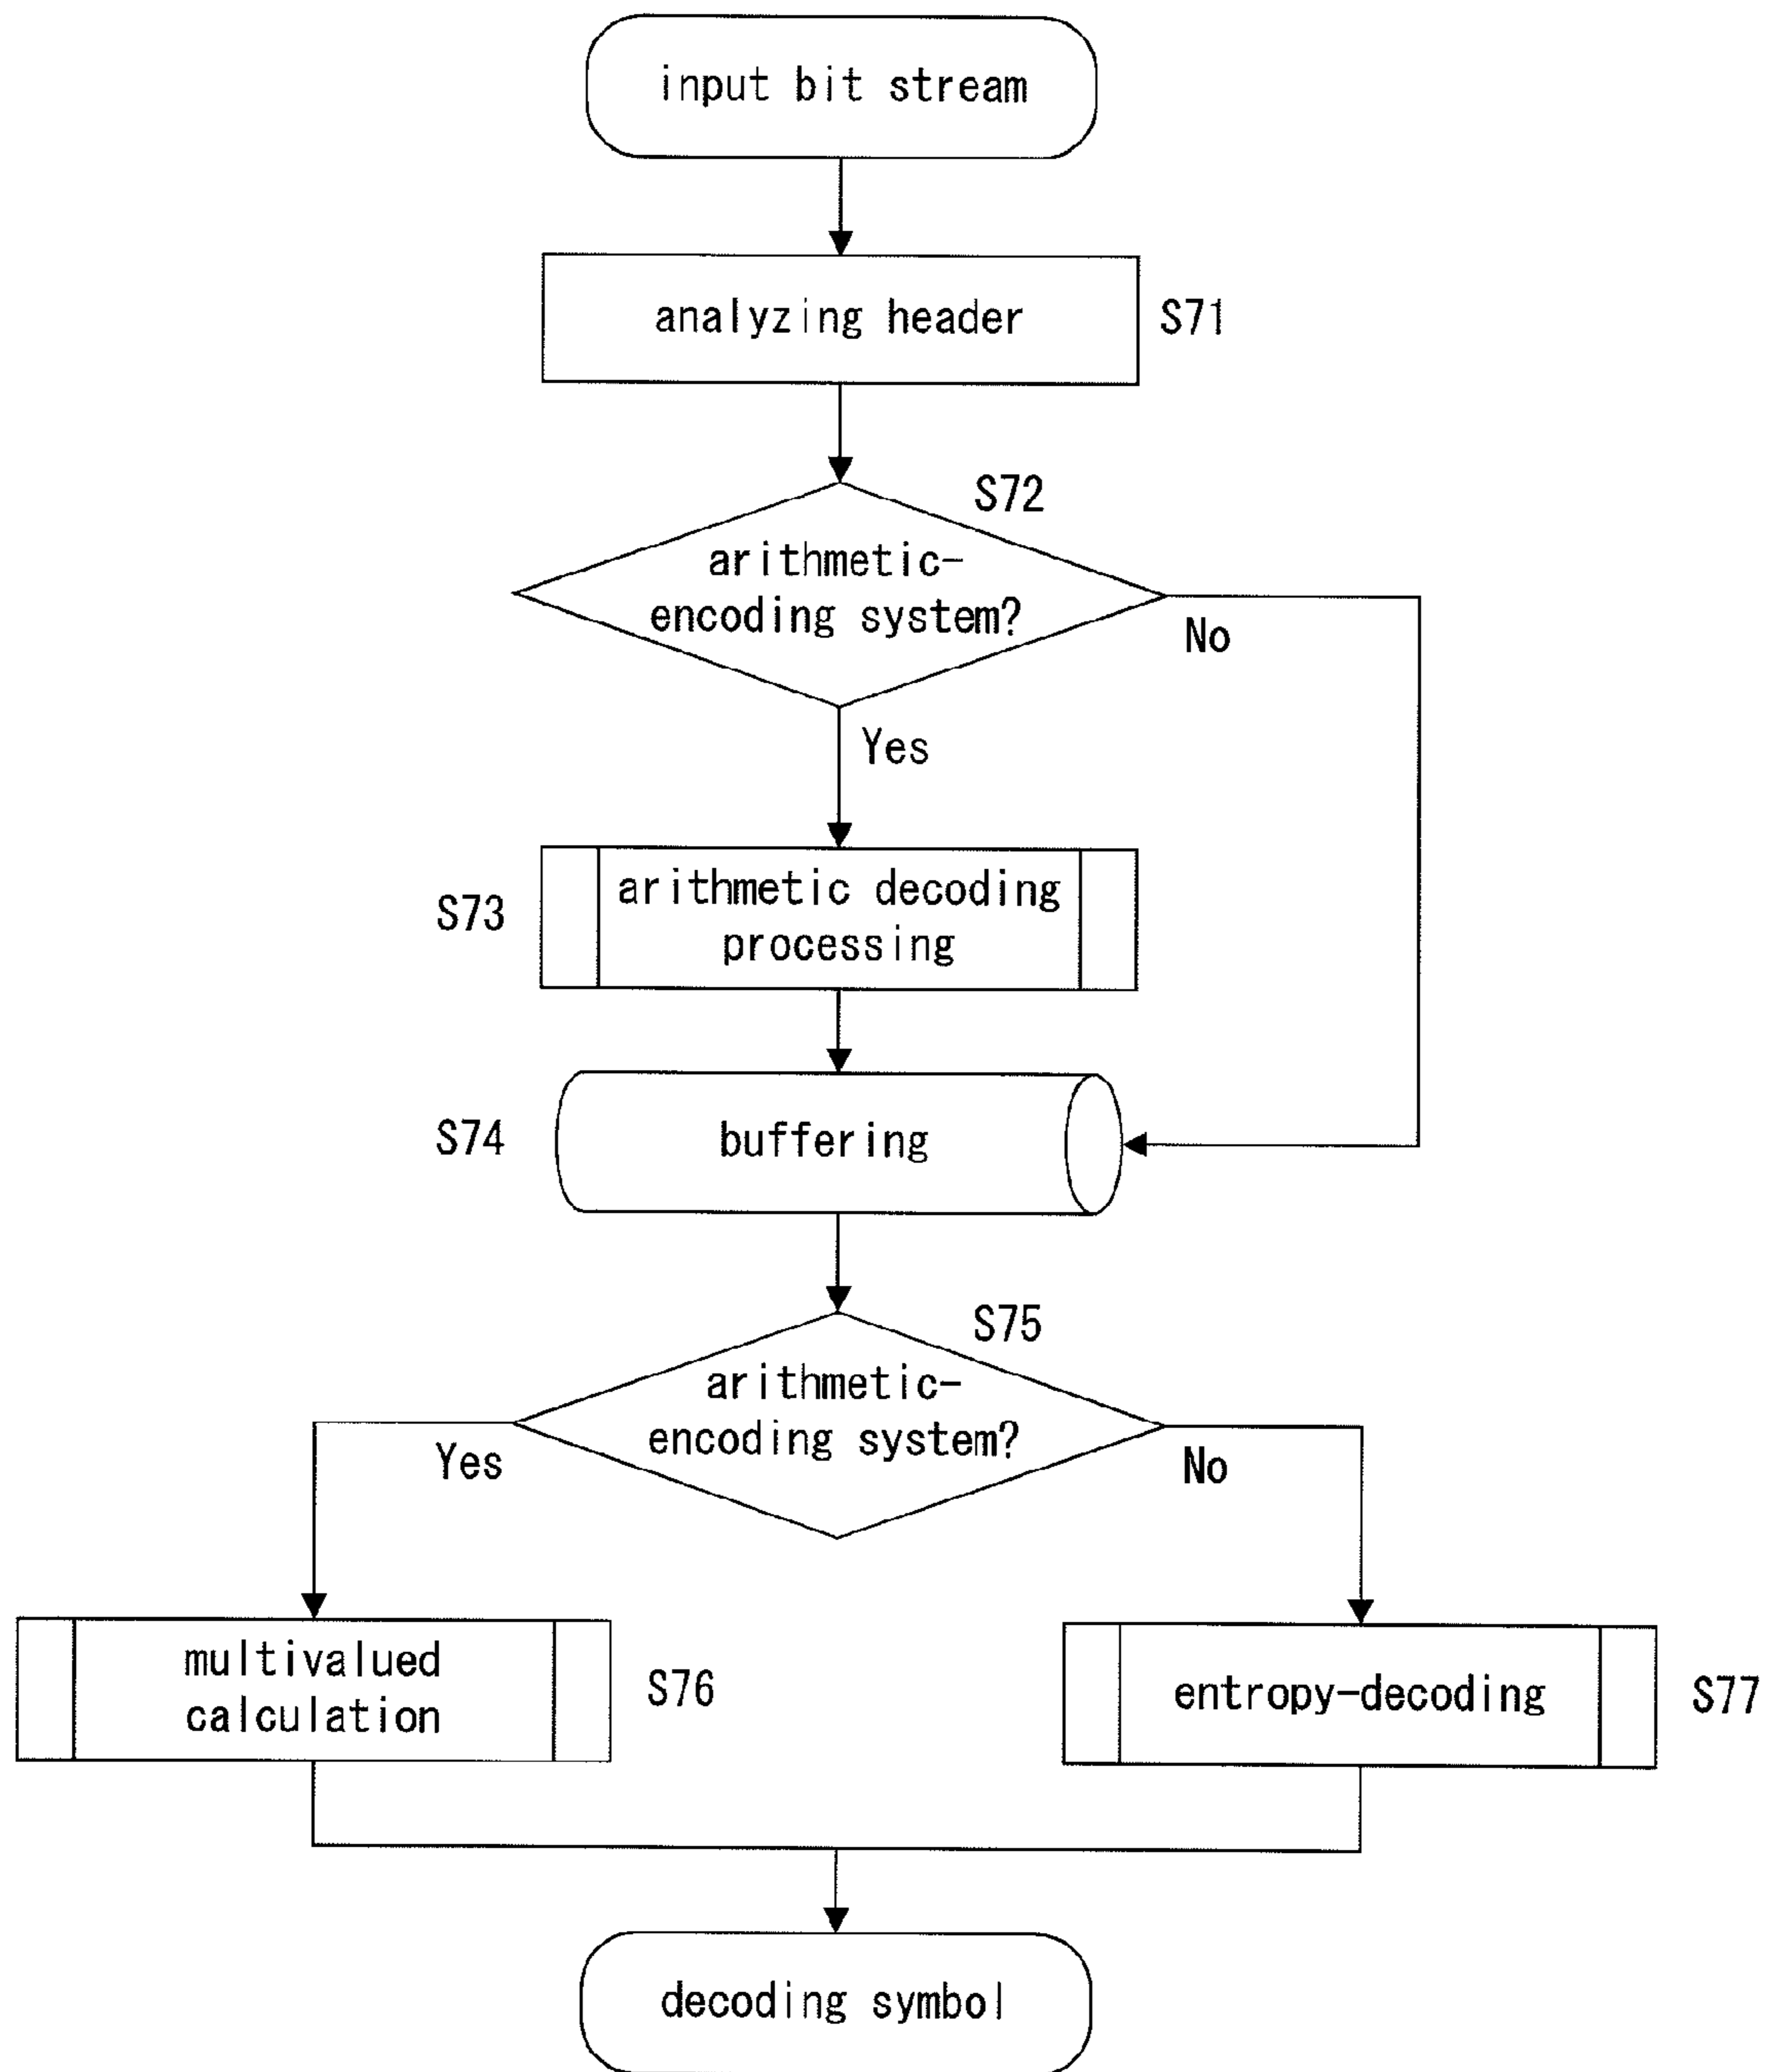 input bit stream
analyzing header
S71
S72
arithmetic-
encoding system?
No
Yes
arithmetic decoding
processing
S73
S74
buffering
S75
arithmetic-
encoding system?
Yes
No
multivalued
calculation
S76
entropy-decoding
S77
decoding symbol